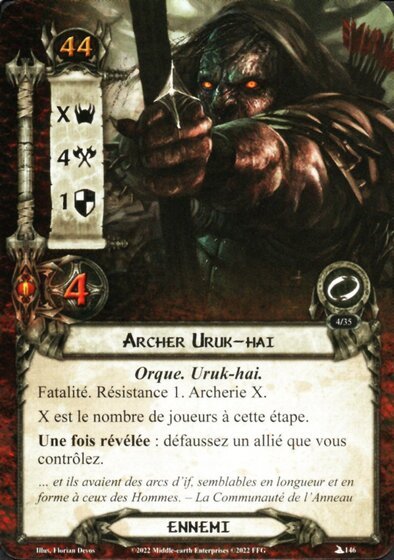 44
X
4
1
4
4/35
ARCHER URUK-HAI
Orque. Uruk-hai.
Fatalité. Résistance 1. Archerie X.
X est le nombre de joueurs à cette étape.
Une fois révélée : défaussez un allié que vous
contrôlez.
... et ils avaient des arcs d'if, semblables en longueur et en
forme à ceux des Hommes. – La Communauté de l'Anneau
ENNEMI
Illus. Florian Devos
©2022 Middle-earth Enterprises ©2022 FFG
146